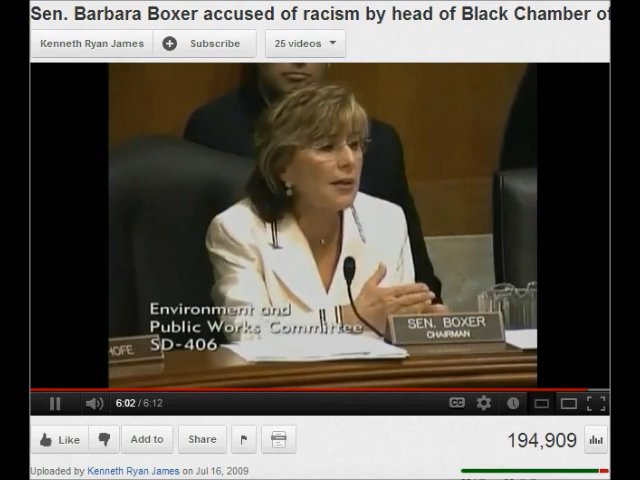 Sen. Barbara Boxer accused of racism by head of Black Chamber of
Kenneth Ryan James
Subscribe
25 videos
Environment and
Public Works Committee
SD-406
HOFE
SEN. BOXER
CHAIRMAN
6:02 / 6:12
CC
Like
Add to
Share
194,909
Uploaded by Kenneth Ryan James on Jul 16, 2009